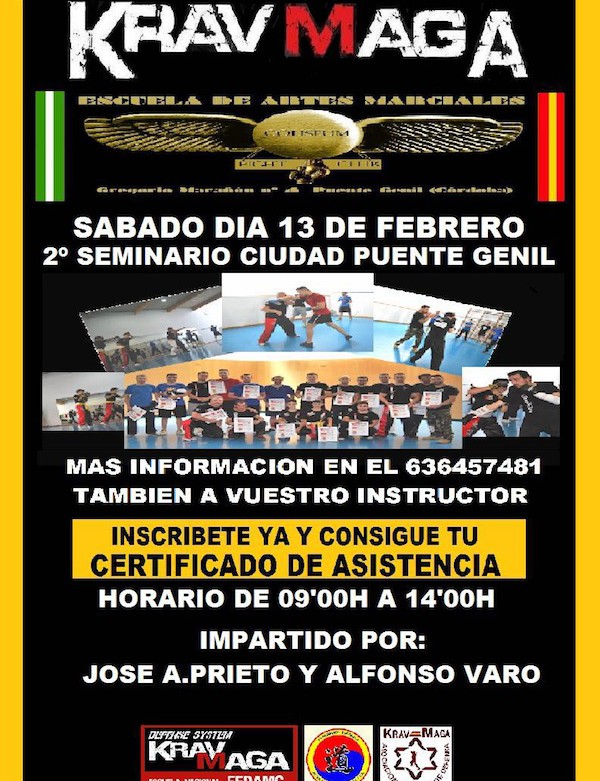 KRAV MAGA
ESCUELA DE ARTES MARCIALES
COLISEUM
FIGHT CLUB
Gregorio Marañón nº 4 Puente Genil (Córdoba)
SABADO DIA 13 DE FEBRERO
2º SEMINARIO CIUDAD PUENTE GENIL
MAS INFORMACION EN EL 636457481
TAMBIEN A VUESTRO INSTRUCTOR
INSCRIBETE YA Y CONSIGUE TU
CERTIFICADO DE ASISTENCIA
HORARIO DE 09'00H A 14'00H
IMPARTIDO POR:
JOSE A.PRIETO Y ALFONSO VARO
DEFENSE SYSTEM
KRAV MAGA
KRAV-MAGA